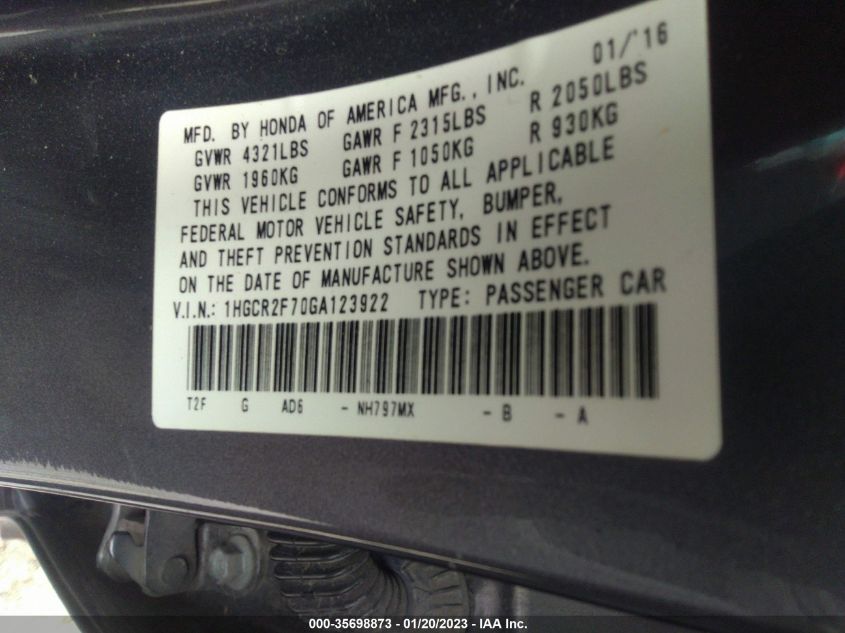 01/'16
MFD. BY HONDA OF AMERICA MFG., INC.
GVWR 4321LBS GAWR F 2315LBS R 2050LBS
GVWR 1960KG GAWR F 1050KG R 930KG
THIS VEHICLE CONFORMS TO ALL APPLICABLE
FEDERAL MOTOR VEHICLE SAFETY, BUMPER,
AND THEFT PREVENTION STANDARDS IN EFFECT
ON THE DATE OF MANUFACTURE SHOWN ABOVE.
V.I.N.: 1HGCR2F70GA123922 TYPE: PASSENGER CAR
T2F G AD6 - NH797MX - B - A
000-35698873 / 01/20/2023 - IAA Inc.